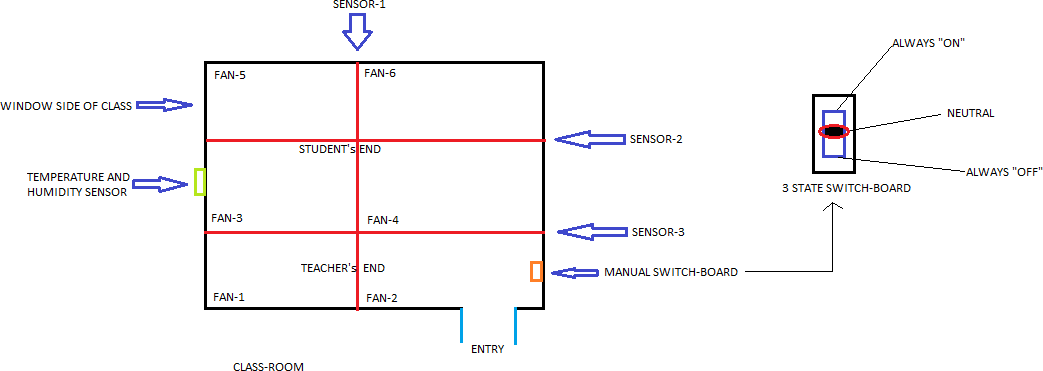 SENSOR-1
ALWAYS "ON"
FAN-5
FAN-6
WINDOW SIDE OF CLASS
NEUTRAL
SENSOR-2
STUDENT's END
TEMPERATURE AND
HUMIDITY SENSOR
ALWAYS "OFF"
3 STATE SWITCH-BOARD
FAN-3
FAN-4
SENSOR-3
TEACHER's END
MANUAL SWITCH-BOARD
FAN-1
FAN-2
ENTRY
CLASS-ROOM